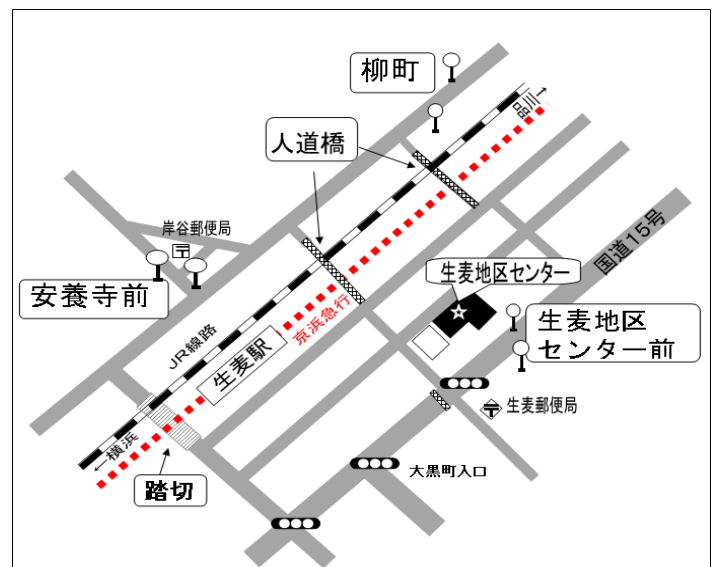 柳町
品川→
人道橋
岸谷郵便局
国道15号
生麦地区センター
安養寺前
京浜急行
生麦地区
センター前
JR線路
生麦駅
生麦郵便局
←横浜
大黒町入口
踏切